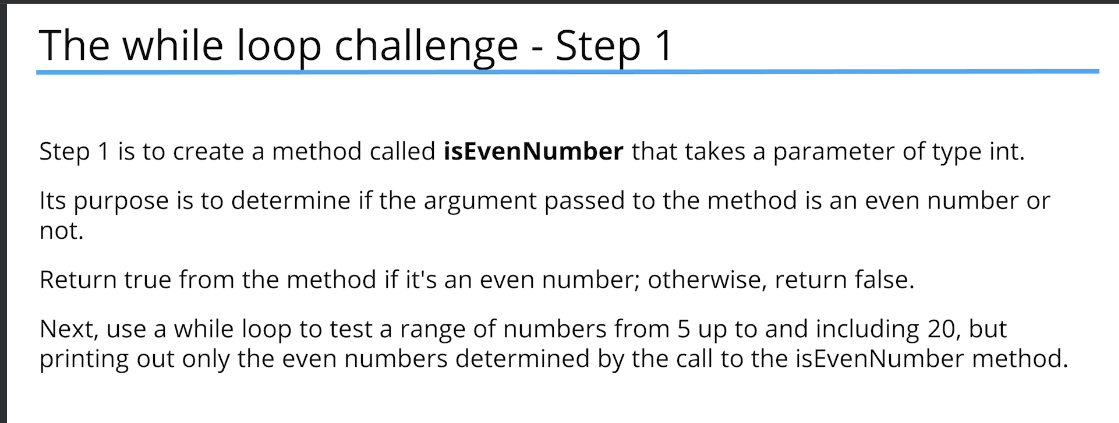 The while loop challenge - Step 1
Step 1 is to create a method called isEvenNumber that takes a parameter of type int.
Its purpose is to determine if the argument passed to the method is an even number or
not.
Return true from the method if it's an even number; otherwise, return false.
Next, use a while loop to test a range of numbers from 5 up to and including 20, but
printing out only the even numbers determined by the call to the isEvenNumber method.